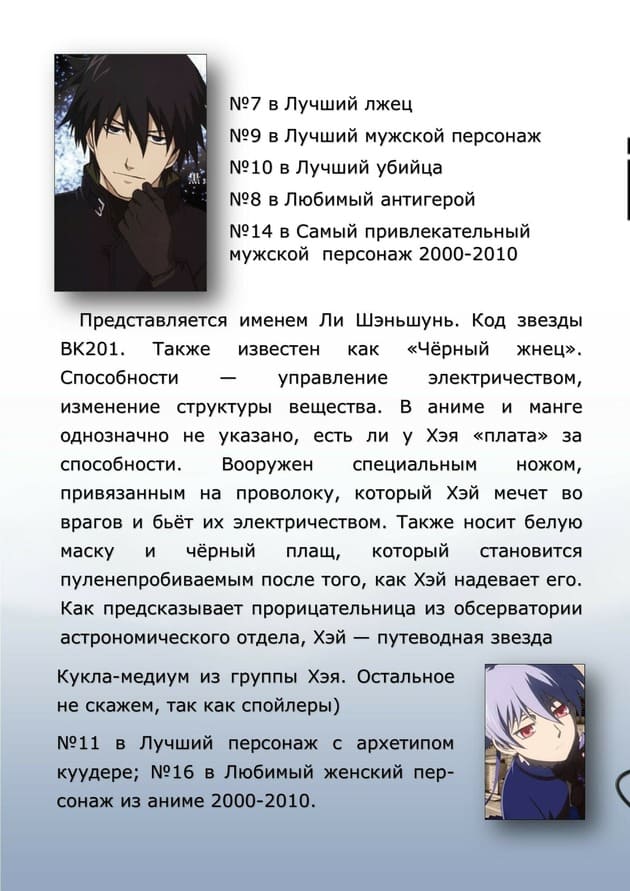 №7 в Лучший лжец
№9 в Лучший мужской персонаж
№10 в Лучший убийца
№8 в Любимый антигерой
№14 в Самый привлекательный
мужской персонаж 2000-2010
Представляется именем Ли Шэньшунь. Код звезды
BK201. Также известен как «Чёрный жнец».
Способности — управление электричеством,
изменение структуры вещества. В аниме и манге
однозначно не указано, есть ли у Хэя «плата» за
способности. Вооружен специальным ножом,
привязанным на проволоку, который Хэй мечет во
врагов и бьёт их электричеством. Также носит белую
маску и чёрный плащ, который становится
пуленепробиваемым после того, как Хэй надевает его.
Как предсказывает прорицательница из обсерватории
астрономического отдела, Хэй — путеводная звезда
Кукла-медиум из группы Хэя. Остальное
не скажем, так как спойлеры)
№11 в Лучший персонаж с архетипом
куудере; №16 в Любимый женский пер-
сонаж из аниме 2000-2010.